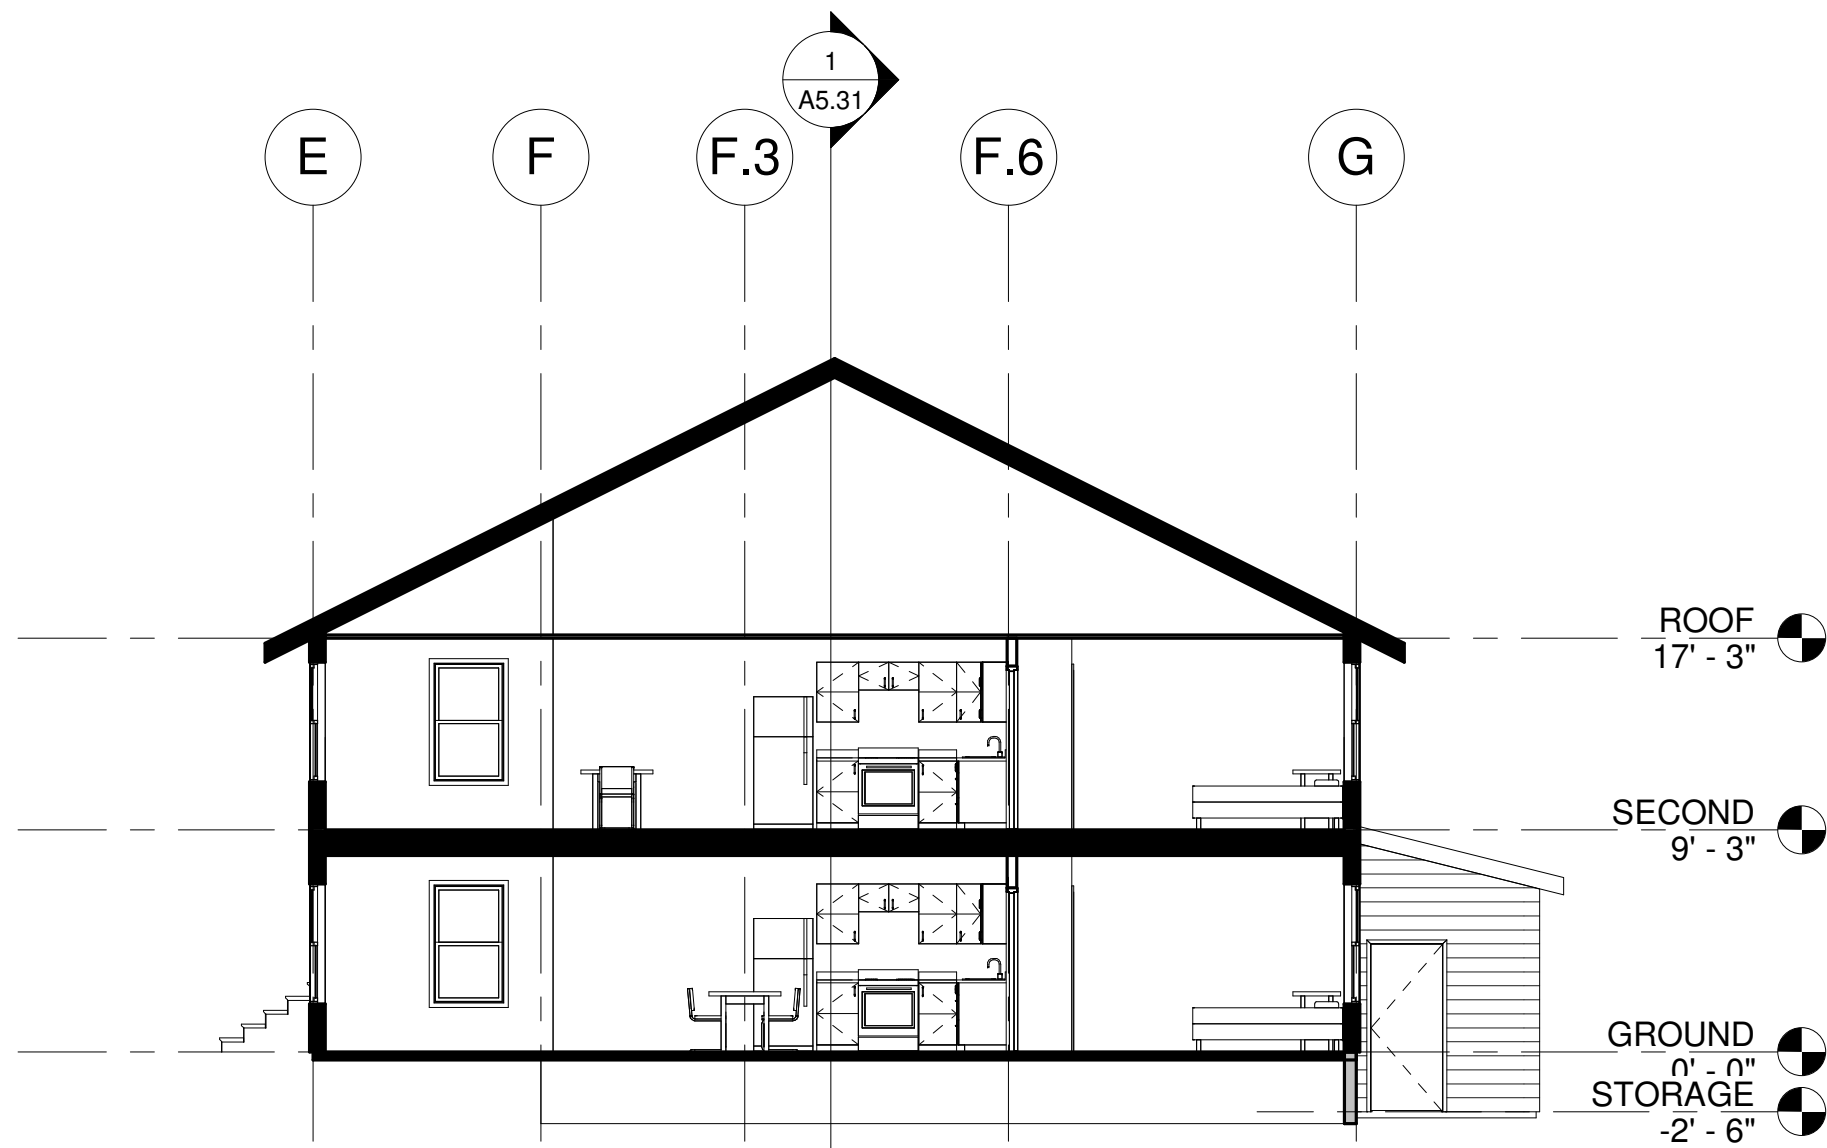 1
A5.31
E
F
F.3
F.6
G
ROOF
17' - 3"
SECOND
9' - 3"
GROUND
0' - 0"
STORAGE
-2' - 6"